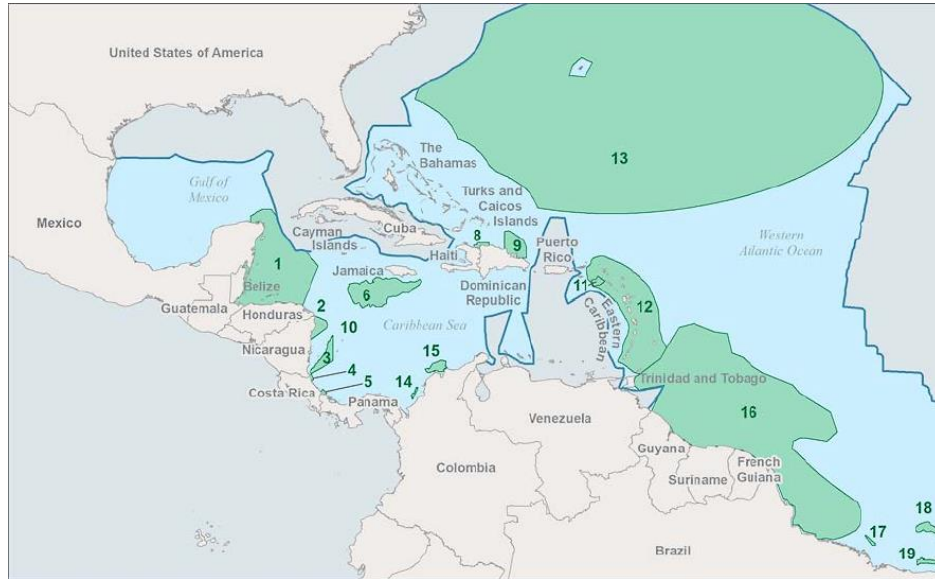 United States of America
Gulf of
Mexico
Mexico
The
Bahamas
Turks and
Caicos
Islands
13
Western
Atlantic Ocean
Cayman
Islands
Cuba
8
9
Haiti
Puerto
Rico
Dominican
Republic
Jamaica
1
Belize
Guatemala
Honduras
2
6
10
Caribbean Sea
11
Eastern
Caribbean
12
Nicaragua
3
4
5
Costa Rica
Panama
14
15
Trinidad and Tobago
16
Venezuela
Colombia
Guyana
Suriname
French
Guiana
Brazil
17
18
19